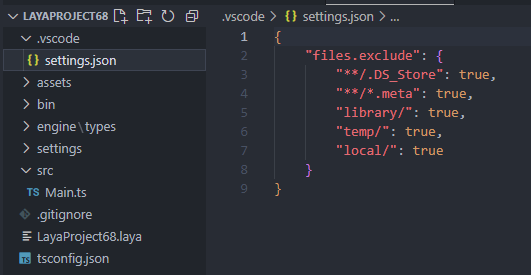 LAYAPROJECT68
.vscode
{} settings.json
assets
bin
engine\types
settings
src
TS Main.ts
.gitignore
LayaProject68.laya
tsconfig.json
.vscode > {} settings.json > ...
1 {
2 "files.exclude": {
3 "**/.DS_Store": true,
4 "**/*.meta": true,
5 "library/": true,
6 "temp/": true,
7 "local/": true
8 }
9 }